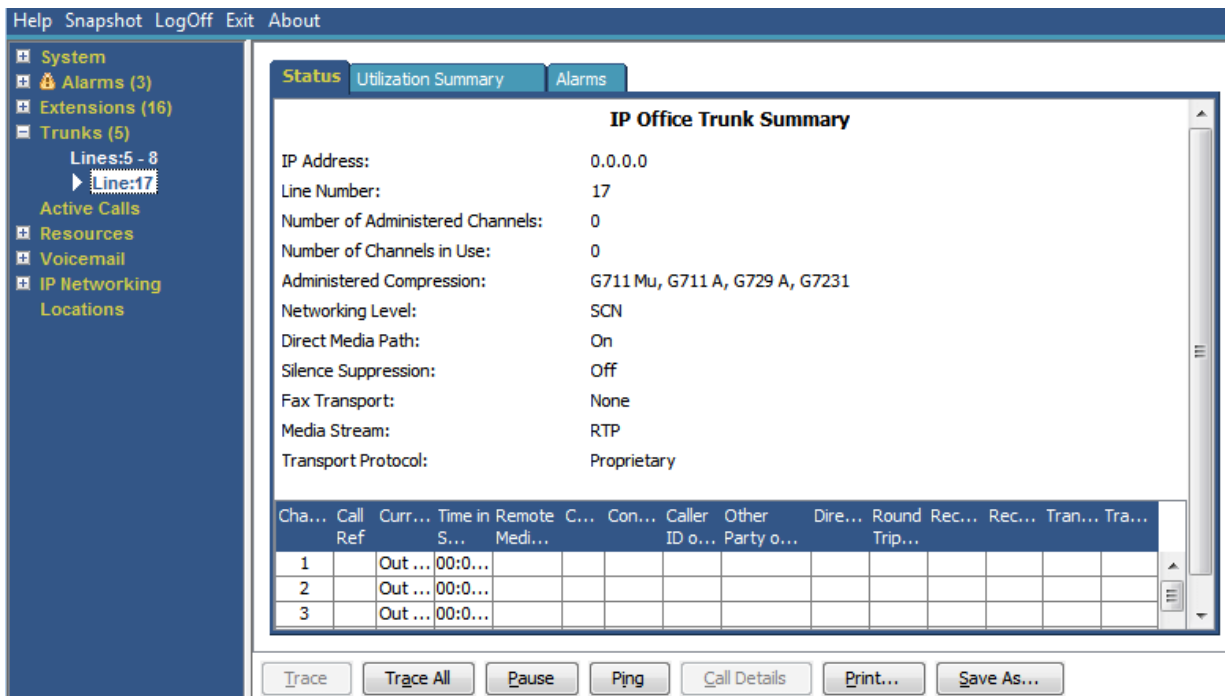 Help Snapshot LogOff Exit About
System
Alarms (3)
Extensions (16)
Trunks (5)
Lines:5 - 8
Line:17
Active Calls
Resources
Voicemail
IP Networking
Locations
Status Utilization Summary Alarms
IP Office Trunk Summary
IP Address: 0.0.0.0
Line Number: 17
Number of Administered Channels: 0
Number of Channels in Use: 0
Administered Compression: G711 Mu, G711 A, G729 A, G7231
Networking Level: SCN
Direct Media Path: On
Silence Suppression: Off
Fax Transport: None
Media Stream: RTP
Transport Protocol: Proprietary
Cha... Call Curr... Time in Remote C... Con... Caller Other Dire... Round Rec... Rec... Tran... Tra...
Ref S... Medi... ID o... Party o... Trip...
1 Out ... 00:0...
2 Out ... 00:0...
3 Out ... 00:0...
Trace Trace All Pause Ping Call Details Print... Save As...